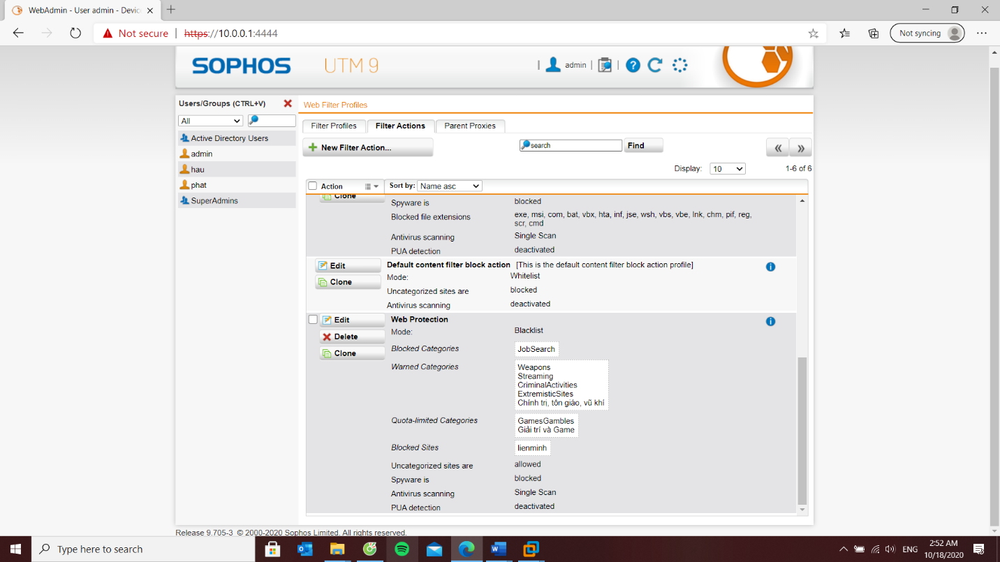 WebAdmin - User admin - Devic
Not secure
https://10.0.0.1:4444
Not syncing
SOPHOS
UTM 9
| admin | |
Users/Groups (CTRL+V)
All
Active Directory Users
admin
hau
phat
SuperAdmins
Web Filter Profiles
Filter Profiles
Filter Actions
Parent Proxies
New Filter Action...
search
Find
Display: 10
1-6 of 6
Action
Sort by: Name asc
Clone
Spyware is blocked
Blocked file extensions exe, msi, com, bat, vbx, hta, inf, jse, wsh, vbs, vbe, lnk, chm, pif, reg,
scr, cmd
Antivirus scanning Single Scan
PUA detection deactivated
Edit
Clone
Default content filter block action [This is the default content filter block action profile]
Mode: Whitelist
Uncategorized sites are blocked
Antivirus scanning deactivated
Edit
Delete
Clone
Web Protection
Mode: Blacklist
Blocked Categories JobSearch
Warned Categories Weapons
Streaming
CriminalActivities
ExtremisticSites
Chính trị, tôn giáo, vũ khí
Quota-limited Categories GamesGambles
Giải trí và Game
Blocked Sites lienminh
Uncategorized sites are allowed
Spyware is blocked
Antivirus scanning Single Scan
PUA detection deactivated
Release 9.705-3 © 2000-2020 Sophos Limited. All rights reserved.
Type here to search
ENG
2:52 AM
10/18/2020